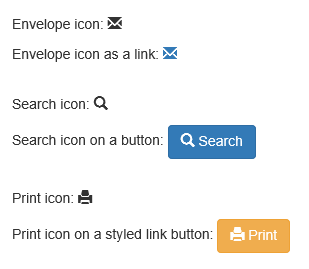 Envelope icon:
Envelope icon as a link:
Search icon:
Search icon on a button: Search
Print icon:
Print icon on a styled link button: Print